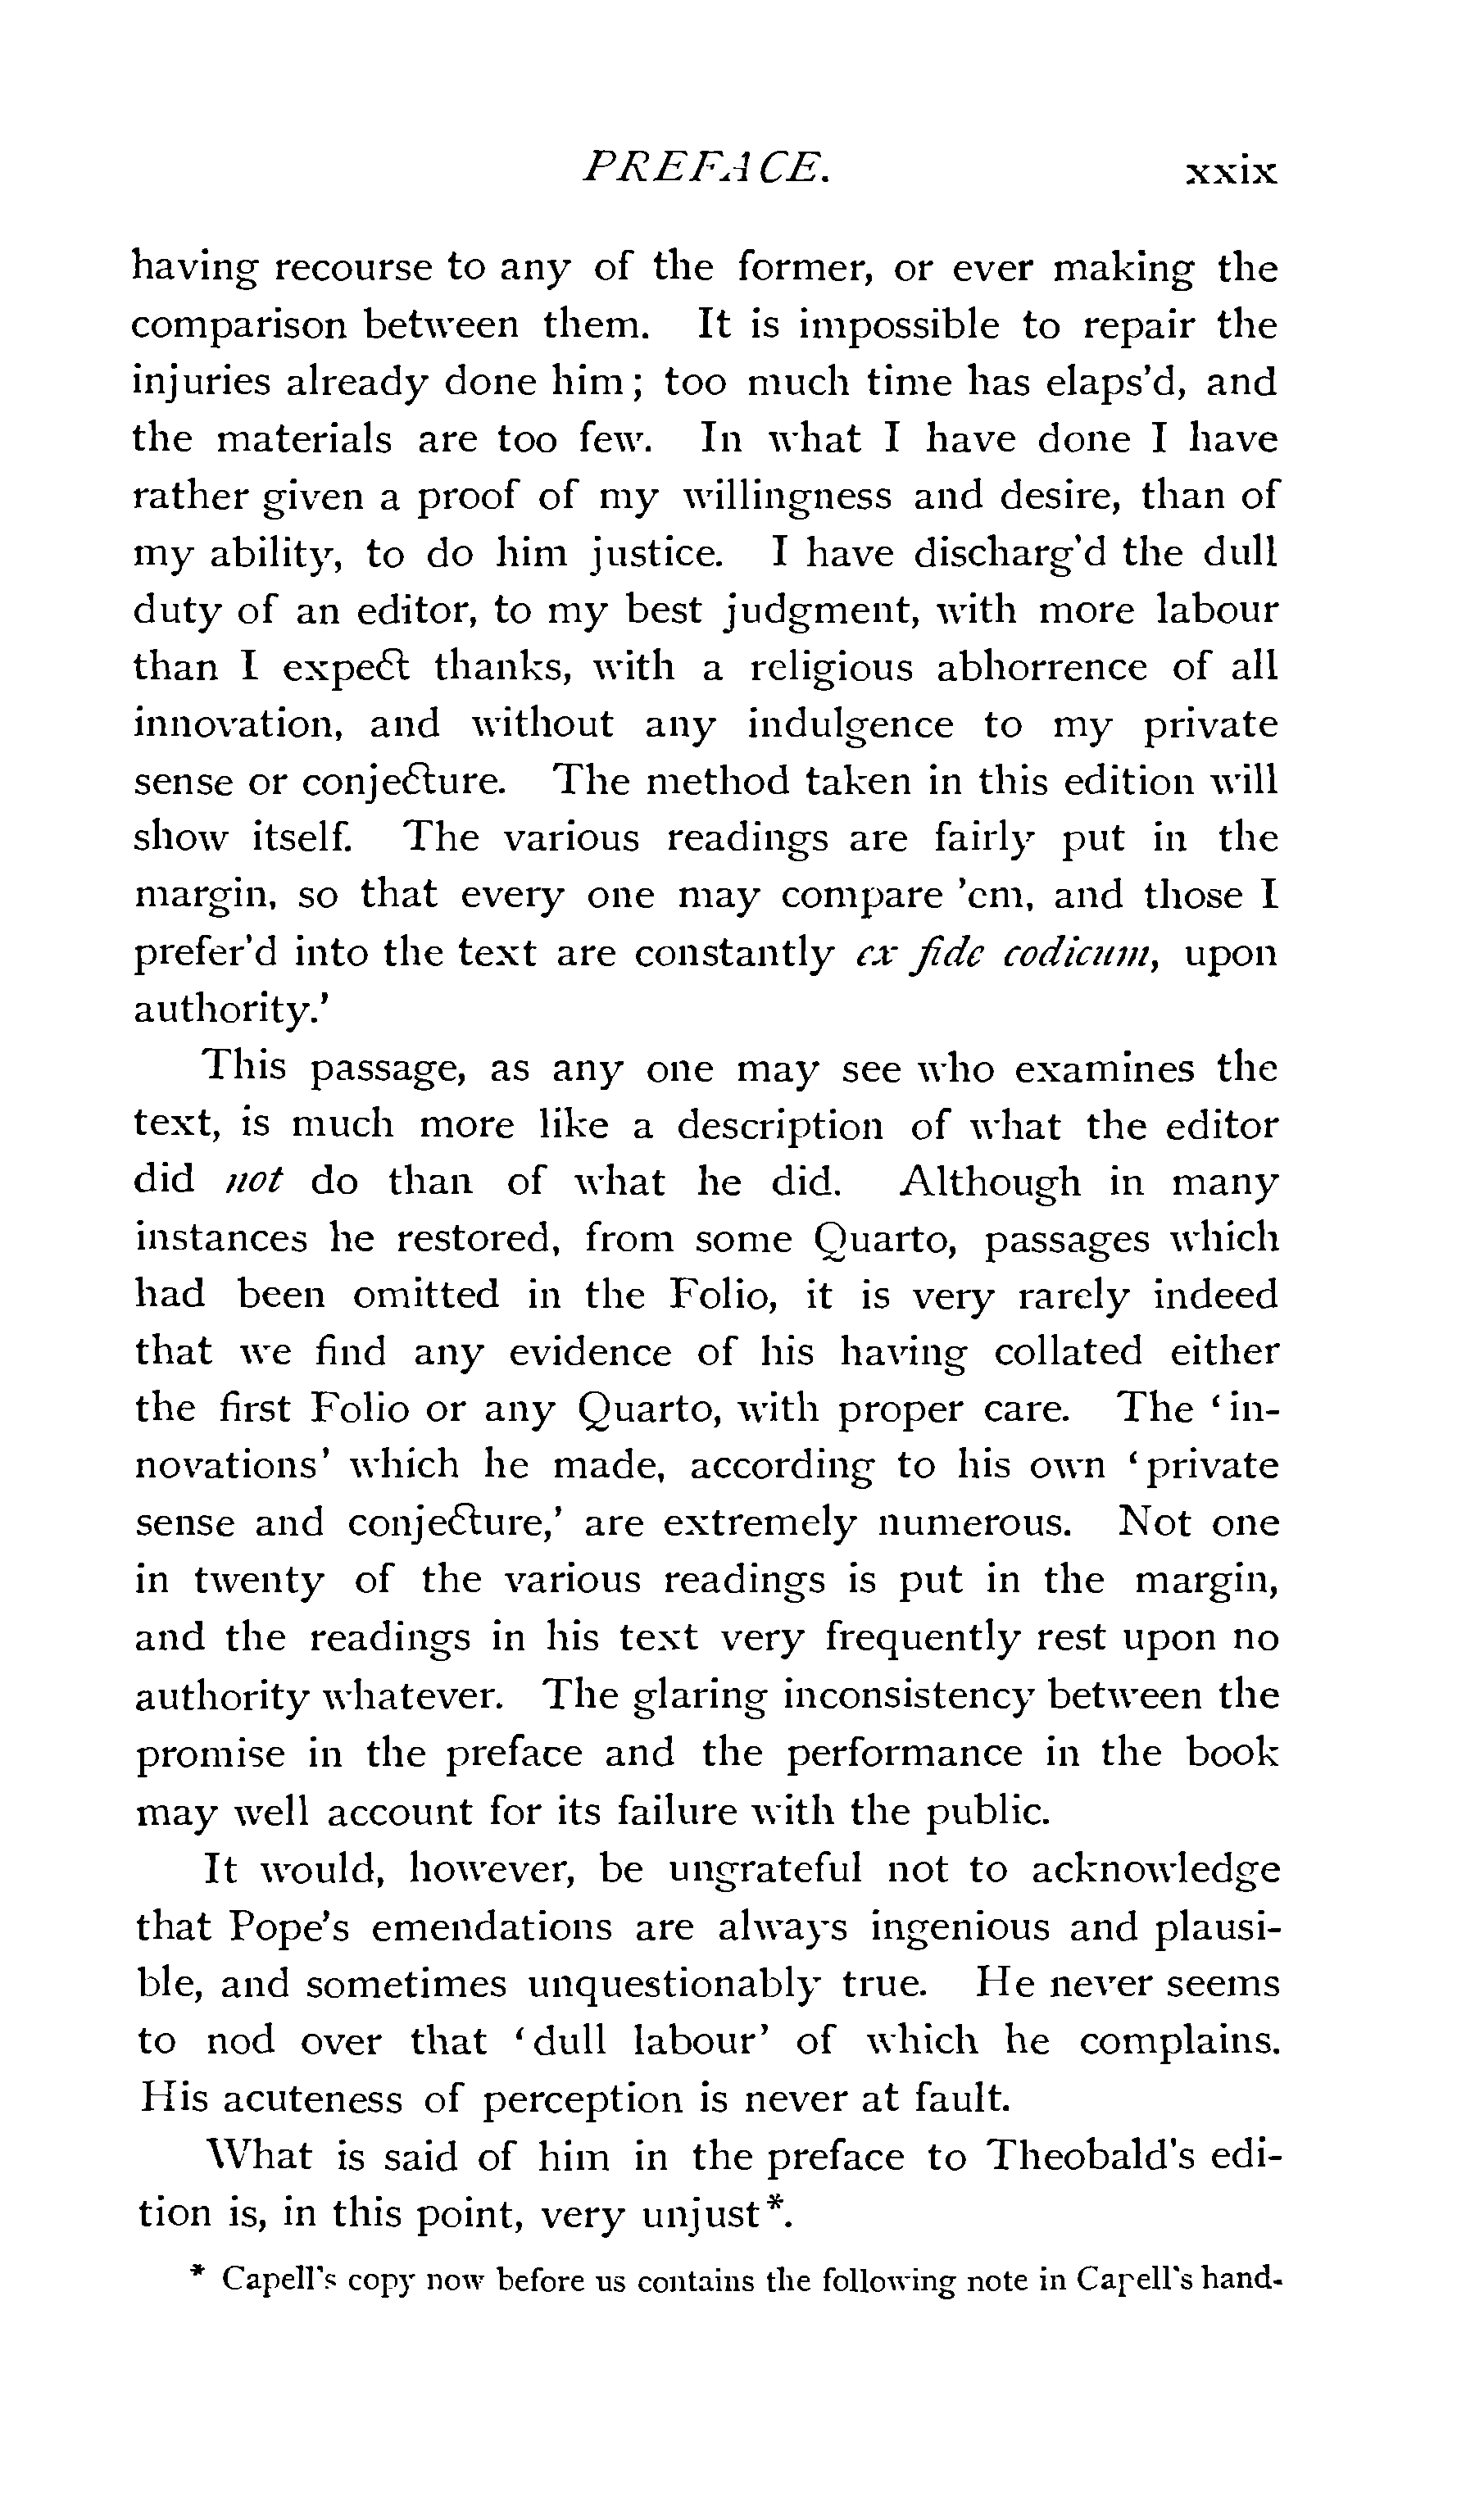 PREFACE. xxix
having recourse to any of the former, or ever making the
comparison between them. It is impossible to repair the
injuries already done him; too much time has elaps'd, and
the materials are too few. In what I have done I have
rather given a proof of my willingness and desire, than of
my ability, to do him justice. I have discharg'd the dull
duty of an editor, to my best judgment, with more labour
than I expect thanks, with a religious abhorrence of all
innovation, and without any indulgence to my private
sense or conjecture. The method taken in this edition will
show itself. The various readings are fairly put in the
margin, so that every one may compare 'em, and those I
prefer'd into the text are constantly ex fide codicum, upon
authority.'
This passage, as any one may see who examines the
text, is much more like a description of what the editor
did not do than of what he did. Although in many
instances he restored, from some Quarto, passages which
had been omitted in the Folio, it is very rarely indeed
that we find any evidence of his having collated either
the first Folio or any Quarto, with proper care. The 'in-
novations' which he made, according to his own 'private
sense and conjecture,' are extremely numerous. Not one
in twenty of the various readings is put in the margin,
and the readings in his text very frequently rest upon no
authority whatever. The glaring inconsistency between the
promise in the preface and the performance in the book
may well account for its failure with the public.
It would, however, be ungrateful not to acknowledge
that Pope's emendations are always ingenious and plausi-
ble, and sometimes unquestionably true. He never seems
to nod over that 'dull labour' of which he complains.
His acuteness of perception is never at fault.
What is said of him in the preface to Theobald's edi-
tion is, in this point, very unjust*.
* Capell's copy now before us contains the following note in Capell's hand-